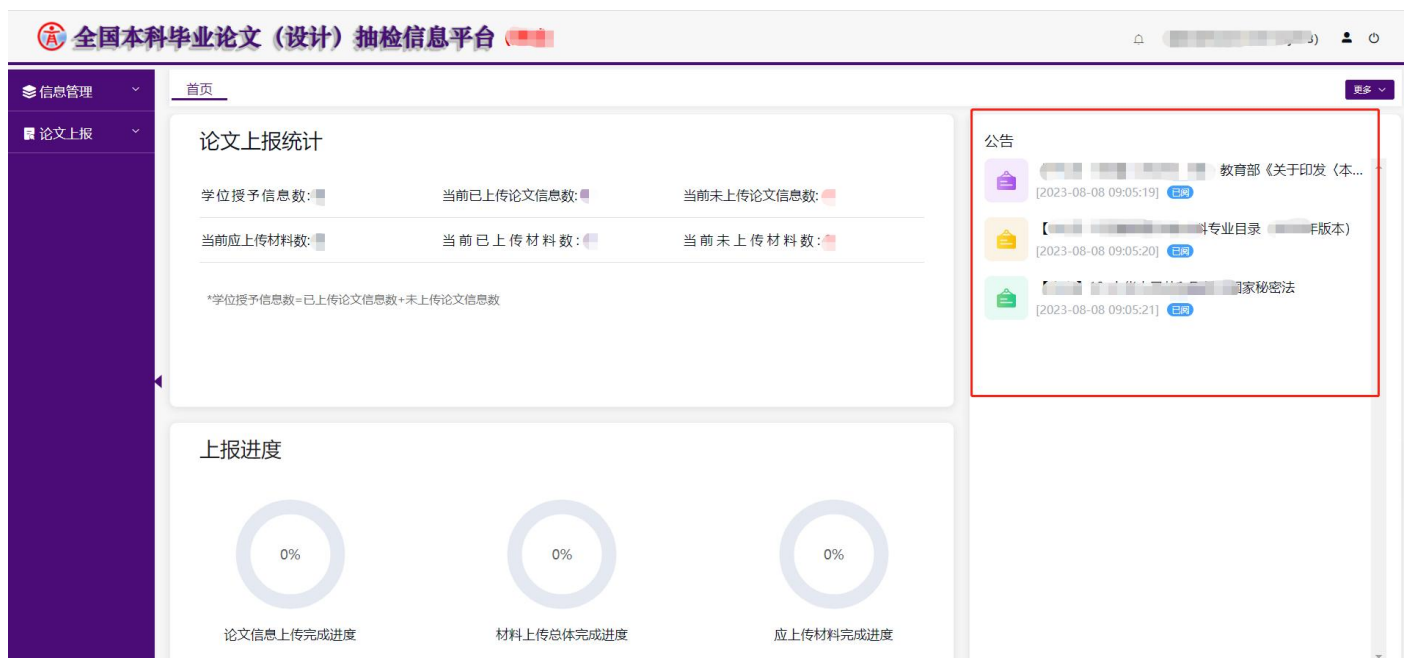 全国本科毕业论文（设计）抽检信息平台
信息管理
论文上报
首页
更多
论文上报统计
学位授予信息数:
当前已上传论文信息数:
当前未上传论文信息数:
当前应上传材料数:
当前已上传材料数:
当前未上传材料数:
*学位授予信息数=已上传论文信息数+未上传论文信息数
上报进度
0%
0%
0%
论文信息上传完成进度
材料上传总体完成进度
应上传材料完成进度
公告
教育部《关于印发〈本...
[2023-08-08 09:05:19] 已阅
专业目录 年版本）
[2023-08-08 09:05:20] 已阅
国家秘密法
[2023-08-08 09:05:21] 已阅